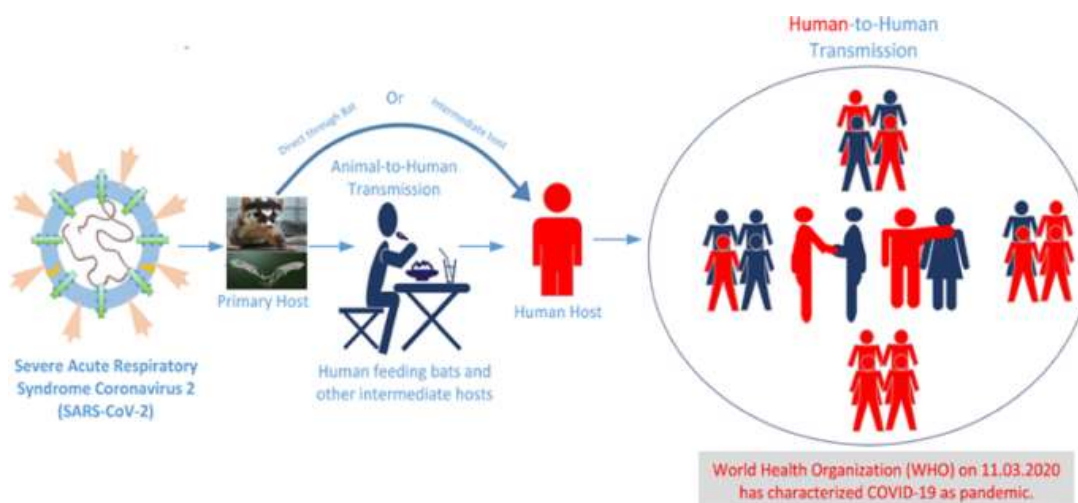 Human-to-Human
Transmission
Or
Direct through Bat
Intermediate host
Animal-to-Human
Transmission
Primary Host
Human Host
Severe Acute Respiratory
Syndrome Coronavirus 2
(SARS-CoV-2)
Human feeding bats and
other intermediate hosts
World Health Organization (WHO) on 11.03.2020
has characterized COVID-19 as pandemic.